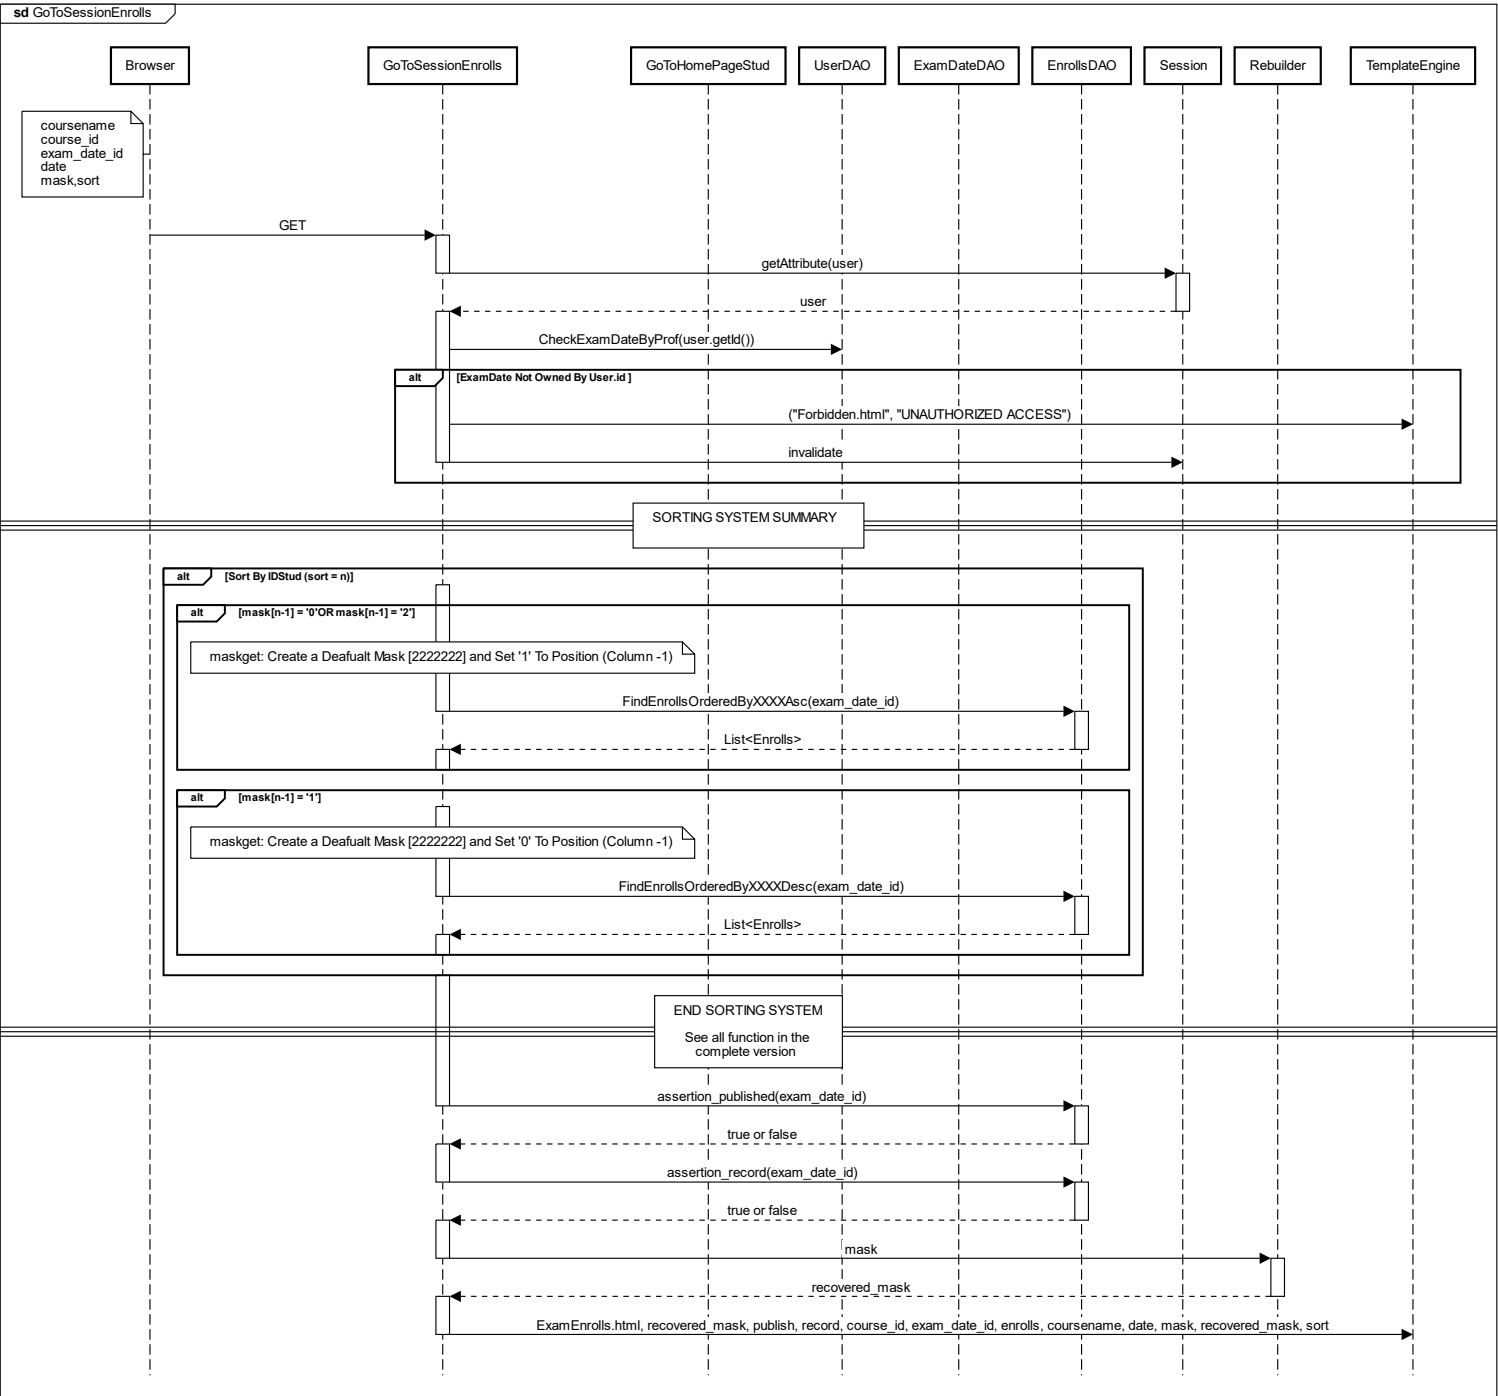 sd GoToSessionEnrolls
Browser
GoToSessionEnrolls
GoToHomePageStud
UserDAO
ExamDateDAO
EnrollsDAO
Session
Rebuilder
TemplateEngine
coursename
course_id
exam_date_id
date
mask,sort
GET
getAttribute(user)
user
CheckExamDateByProf(user.getId())
alt
[ExamDate Not Owned By User.id ]
("Forbidden.html", "UNAUTHORIZED ACCESS")
invalidate
SORTING SYSTEM SUMMARY
alt
[Sort By IDStud (sort = n)]
alt
[mask[n-1] = '0'OR mask[n-1] = '2']
maskget: Create a Deafualt Mask [2222222] and Set '1' To Position (Column -1)
FindEnrollsOrderedByXXXXAsc(exam_date_id)
List<Enrolls>
alt
[mask[n-1] = '1']
maskget: Create a Deafualt Mask [2222222] and Set '0' To Position (Column -1)
FindEnrollsOrderedByXXXXDesc(exam_date_id)
List<Enrolls>
END SORTING SYSTEM
See all function in the
complete version
assertion_published(exam_date_id)
true or false
assertion_record(exam_date_id)
true or false
mask
recovered_mask
ExamEnrolls.html, recovered_mask, publish, record, course_id, exam_date_id, enrolls, coursename, date, mask, recovered_mask, sort